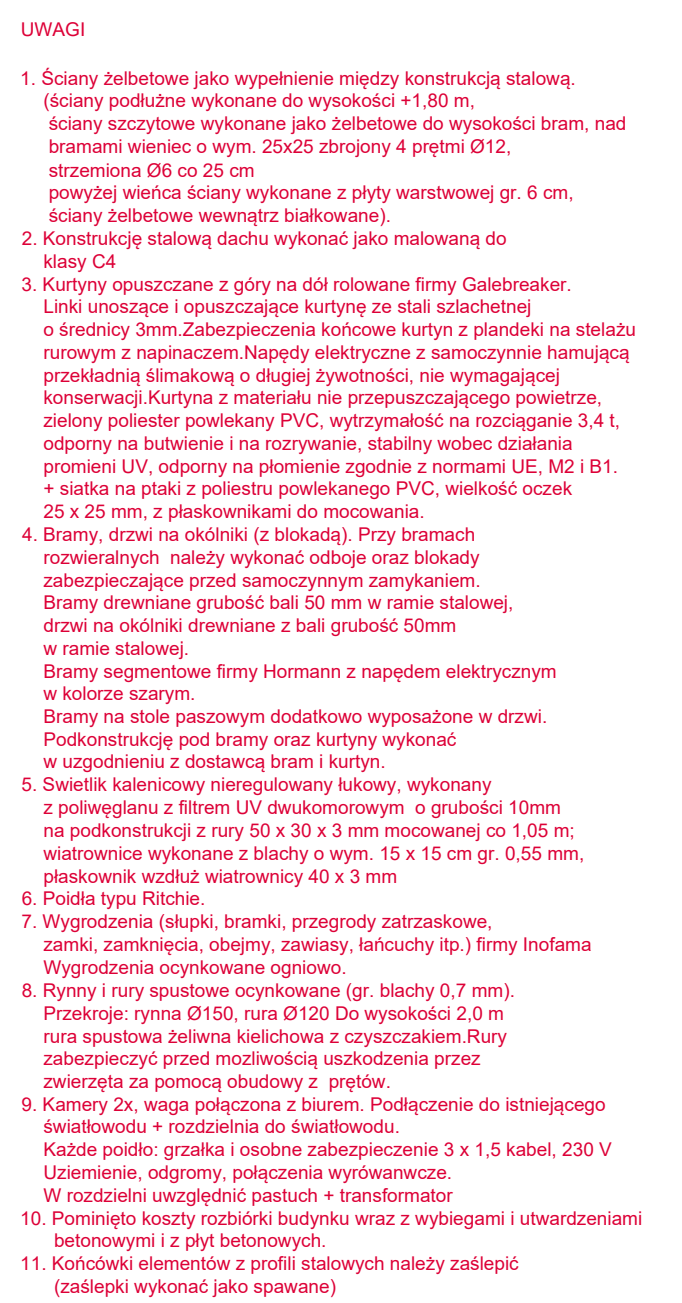 UWAGI
1. Ściany żelbetowe jako wypełnienie między konstrukcją stalową.
(ściany podłużne wykonane do wysokości +1,80 m,
ściany szczytowe wykonane jako żelbetowe do wysokości bram, nad
bramami wieniec o wym. 25x25 zbrojony 4 prętmi Ø12,
strzemiona Ø6 co 25 cm
powyżej wieńca ściany wykonane z płyty warstwowej gr. 6 cm,
ściany żelbetowe wewnątrz białkowane).
2. Konstrukcję stalową dachu wykonać jako malowaną do
klasy C4
3. Kurtyny opuszczane z góry na dół rolowane firmy Galebreaker.
Linki unoszące i opuszczające kurtynę ze stali szlachetnej
o średnicy 3mm.Zabezpieczenia końcowe kurtyn z plandeki na stelażu
rurowym z napinaczem.Napędy elektryczne z samoczynnie hamującą
przekładnią ślimakową o długiej żywotności, nie wymagającej
konserwacji.Kurtyna z materiału nie przepuszczającego powietrze,
zielony poliester powlekany PVC, wytrzymałość na rozciąganie 3,4 t,
odporny na butwienie i na rozrywanie, stabilny wobec działania
promieni UV, odporny na płomienie zgodnie z normami UE, M2 i B1.
+ siatka na ptaki z poliestru powlekanego PVC, wielkość oczek
25 x 25 mm, z płaskownikami do mocowania.
4. Bramy, drzwi na okólniki (z blokadą). Przy bramach
rozwieralnych  należy wykonać odboje oraz blokady
zabezpieczające przed samoczynnym zamykaniem.
Bramy drewniane grubość bali 50 mm w ramie stalowej,
drzwi na okólniki drewniane z bali grubość 50mm
w ramie stalowej.
Bramy segmentowe firmy Hormann z napędem elektrycznym
w kolorze szarym.
Bramy na stole paszowym dodatkowo wyposażone w drzwi.
Podkonstrukcję pod bramy oraz kurtyny wykonać
w uzgodnieniu z dostawcą bram i kurtyn.
5. Swietlik kalenicowy nieregulowany łukowy, wykonany
z poliwęglanu z filtrem UV dwukomorowym  o grubości 10mm
na podkonstrukcji z rury 50 x 30 x 3 mm mocowanej co 1,05 m;
wiatrownice wykonane z blachy o wym. 15 x 15 cm gr. 0,55 mm,
płaskownik wzdłuż wiatrownicy 40 x 3 mm
6. Poidła typu Ritchie.
7. Wygrodzenia (słupki, bramki, przegrody zatrzaskowe,
zamki, zamknięcia, obejmy, zawiasy, łańcuchy itp.) firmy Inofama
Wygrodzenia ocynkowane ogniowo.
8. Rynny i rury spustowe ocynkowane (gr. blachy 0,7 mm).
Przekroje: rynna Ø150, rura Ø120 Do wysokości 2,0 m
rura spustowa żeliwna kielichowa z czyszczakiem.Rury
zabezpieczyć przed mozliwością uszkodzenia przez
zwierzęta za pomocą obudowy z  prętów.
9. Kamery 2x, waga połączona z biurem. Podłączenie do istniejącego
światłowodu + rozdzielnia do światłowodu.
Każde poidło: grzałka i osobne zabezpieczenie 3 x 1,5 kabel, 230 V
Uziemienie, odgromy, połączenia wyrównawcze.
W rozdzielni uwzględnić pastuch + transformator
10. Pominięto koszty rozbiórki budynku wraz z wybiegami i utwardzeniami
betonowymi i z płyt betonowych.
11. Końcówki elementów z profili stalowych należy zaślepić
(zaślepki wykonać jako spawane)